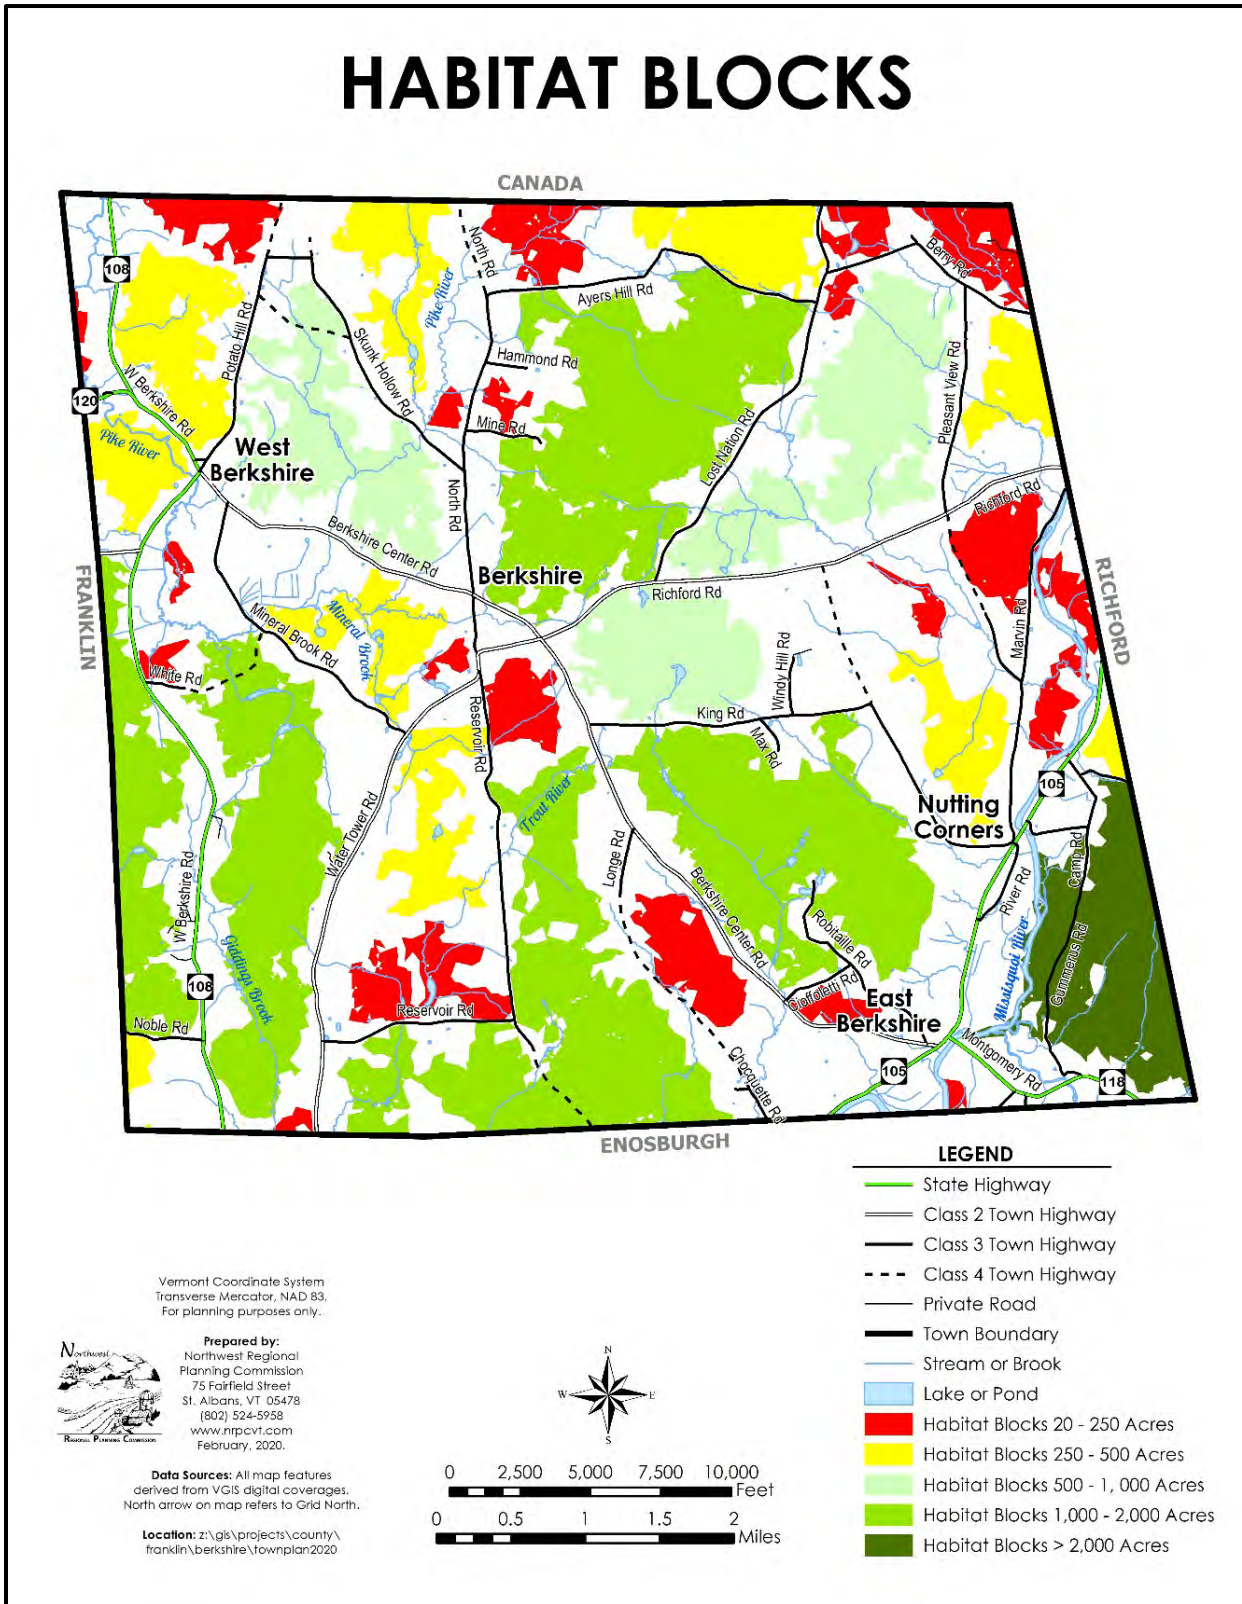 HABITAT BLOCKS
CANADA
108
North Rd
Berry Rd
Pike River
Ayers Hill Rd
Potato Hill Rd
Skunk Hollow Rd
Hammond Rd
Pleasant View Rd
120
W Berkshire Rd
Pike River
Mine Rd
Lost Nation Rd
West
Berkshire
North Rd
Richford Rd
Berkshire Center Rd
Berkshire
Richford Rd
FRANKLIN
RICHFORD
Mineral Brook Rd
Mineral Brook
Marvin Rd
White Rd
Windy Hill Rd
Reservoir Rd
King Rd
Max Rd
Trout River
105
Nutting
Corners
Water Tower Rd
Longe Rd
Camp Rd
Berkshire Center Rd
River Rd
W Berkshire Rd
Robitaille Rd
Giddings Brook
Missisquoi River
Gummerus Rd
108
Cioffoletti Rd
East
Berkshire
Reservoir Rd
Noble Rd
Chocquette Rd
Montgomery Rd
105
118
ENOSBURGH
LEGEND
State Highway
Class 2 Town Highway
Class 3 Town Highway
Class 4 Town Highway
Private Road
Town Boundary
Stream or Brook
Lake or Pond
Habitat Blocks 20 - 250 Acres
Habitat Blocks 250 - 500 Acres
Habitat Blocks 500 - 1, 000 Acres
Habitat Blocks 1,000 - 2,000 Acres
Habitat Blocks > 2,000 Acres
Vermont Coordinate System
Transverse Mercator, NAD 83.
For planning purposes only.
Northwest
REGIONAL PLANNING COMMISSION
Prepared by:
Northwest Regional
Planning Commission
75 Fairfield Street
St. Albans, VT 05478
(802) 524-5958
www.nrpcvt.com
February, 2020.
Data Sources: All map features
derived from VGIS digital coverages.
North arrow on map refers to Grid North.
Location: z:\gis\projects\county\
franklin\berkshire\townplan2020
N
W E
S
0 2,500 5,000 7,500 10,000
Feet
0 0.5 1 1.5 2
Miles